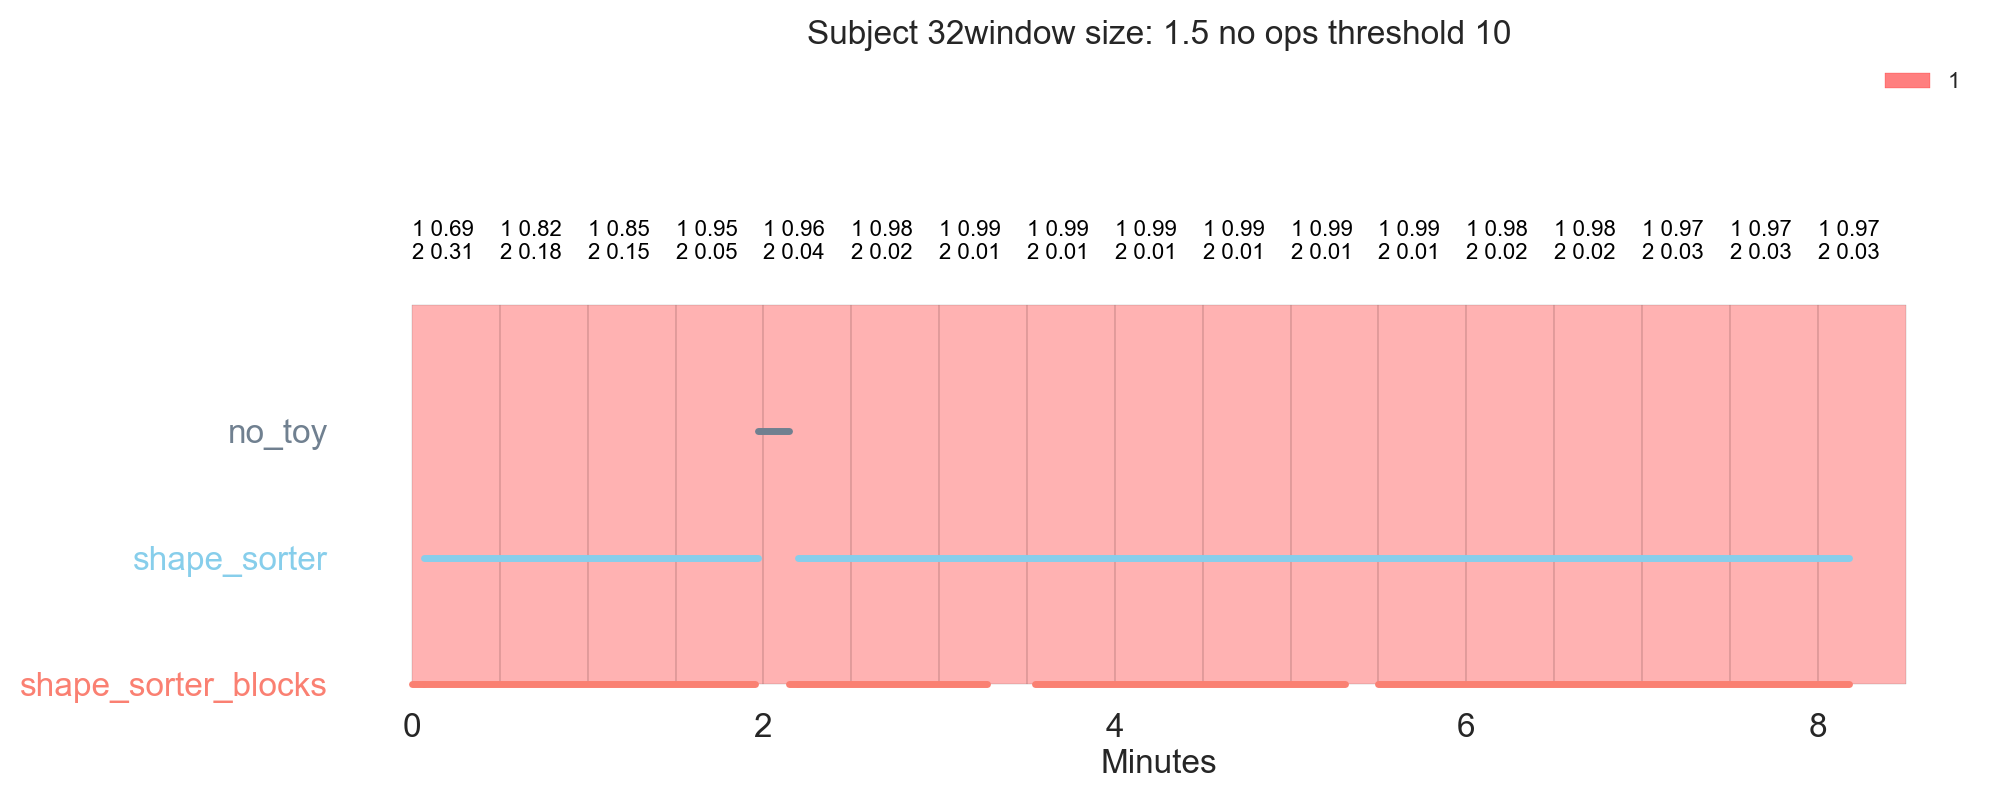 Subject 32window size: 1.5 no ops threshold 10
1
1 0.69 1 0.82 1 0.85 1 0.95 1 0.96 1 0.98 1 0.99 1 0.99 1 0.99 1 0.99 1 0.99 1 0.99 1 0.98 1 0.98 1 0.97 1 0.97 1 0.97
2 0.31 2 0.18 2 0.15 2 0.05 2 0.04 2 0.02 2 0.01 2 0.01 2 0.01 2 0.01 2 0.01 2 0.01 2 0.02 2 0.02 2 0.03 2 0.03 2 0.03
no_toy
shape_sorter
shape_sorter_blocks
0 2 4 6 8
Minutes